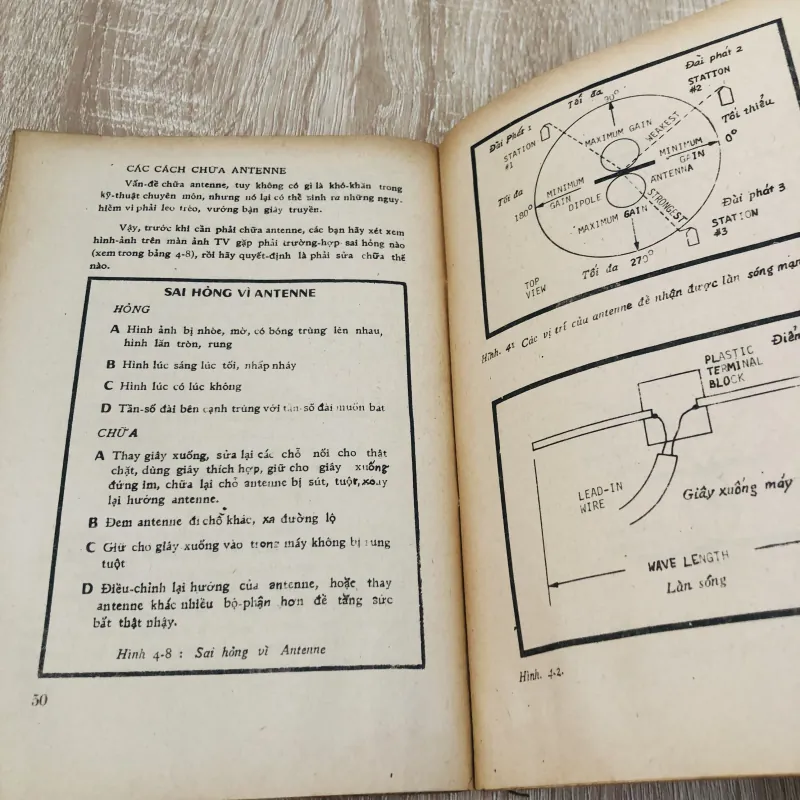 CÁC CÁCH CHỮA ANTENNE
Vấn-đề chữa antenne, tuy không có gì là khó-khăn trong
kỹ-thuật chuyên môn, nhưng nó lại có thể sinh ra những nguy-
hiểm vì phải leo trèo, vướng bận giây truyền.
Vậy, trước khi cần phải chữa antenne, các bạn hãy xét xem
hình-ảnh trên màn ảnh TV gặp phải trường-hợp sai hỏng nào
(xem trong bảng 4-8), rồi hãy quyết-định là phải sửa chữa thế
nào.
SAI HỎNG VÌ ANTENNE
HỎNG
A Hình ảnh bị nhòe, mờ, có bóng trùng lên nhau,
hình lăn tròn, rung
B Hình lúc sáng lúc tối, nhấp nháy
C Hình lúc có lúc không
D Tần-số đài bên cạnh trùng với tần-số đài muốn bắt
CHỮA
A Thay giây xuống, sửa lại các chỗ nối cho thật
chặt, dùng giây thích hợp, giữ cho giây xuống
đứng im, chữa lại chỗ antenne bị sút, tuột, xoay
lại hướng antenne.
B Đem antenne đi chỗ khác, xa đường lộ
C Giữ cho giây xuống vào trong máy không bị rung
tuột
D Điều-chỉnh lại hướng của antenne, hoặc thay
antenne khác nhiều bộ-phận hơn để tăng sức
bắt thật nhậy.
Hình 4-8 : Sai hỏng vì Antenne
50
Đài phát 2
STATION
#2
Tối đa
90°
Đài Phát 1
STATION
#1
MAXIMUM GAIN
WEAKEST
Tối thiểu
0°
MINIMUM
GAIN
Tối đa
180°
MINIMUM
GAIN
DIPOLE
ANTENNA
MAXIMUM GAIN
STRONGEST
Đài phát 3
STATION
#3
Tối đa 270°
TOP
VIEW
Hình. 41 Các vị trí của antenne để nhận được làn sóng mạn
Điểm
PLASTIC
TERMINAL
BLOCK
LEAD-IN
WIRE
Giây xuống máy
WAVE LENGTH
Làn sống
Hình. 4-2.